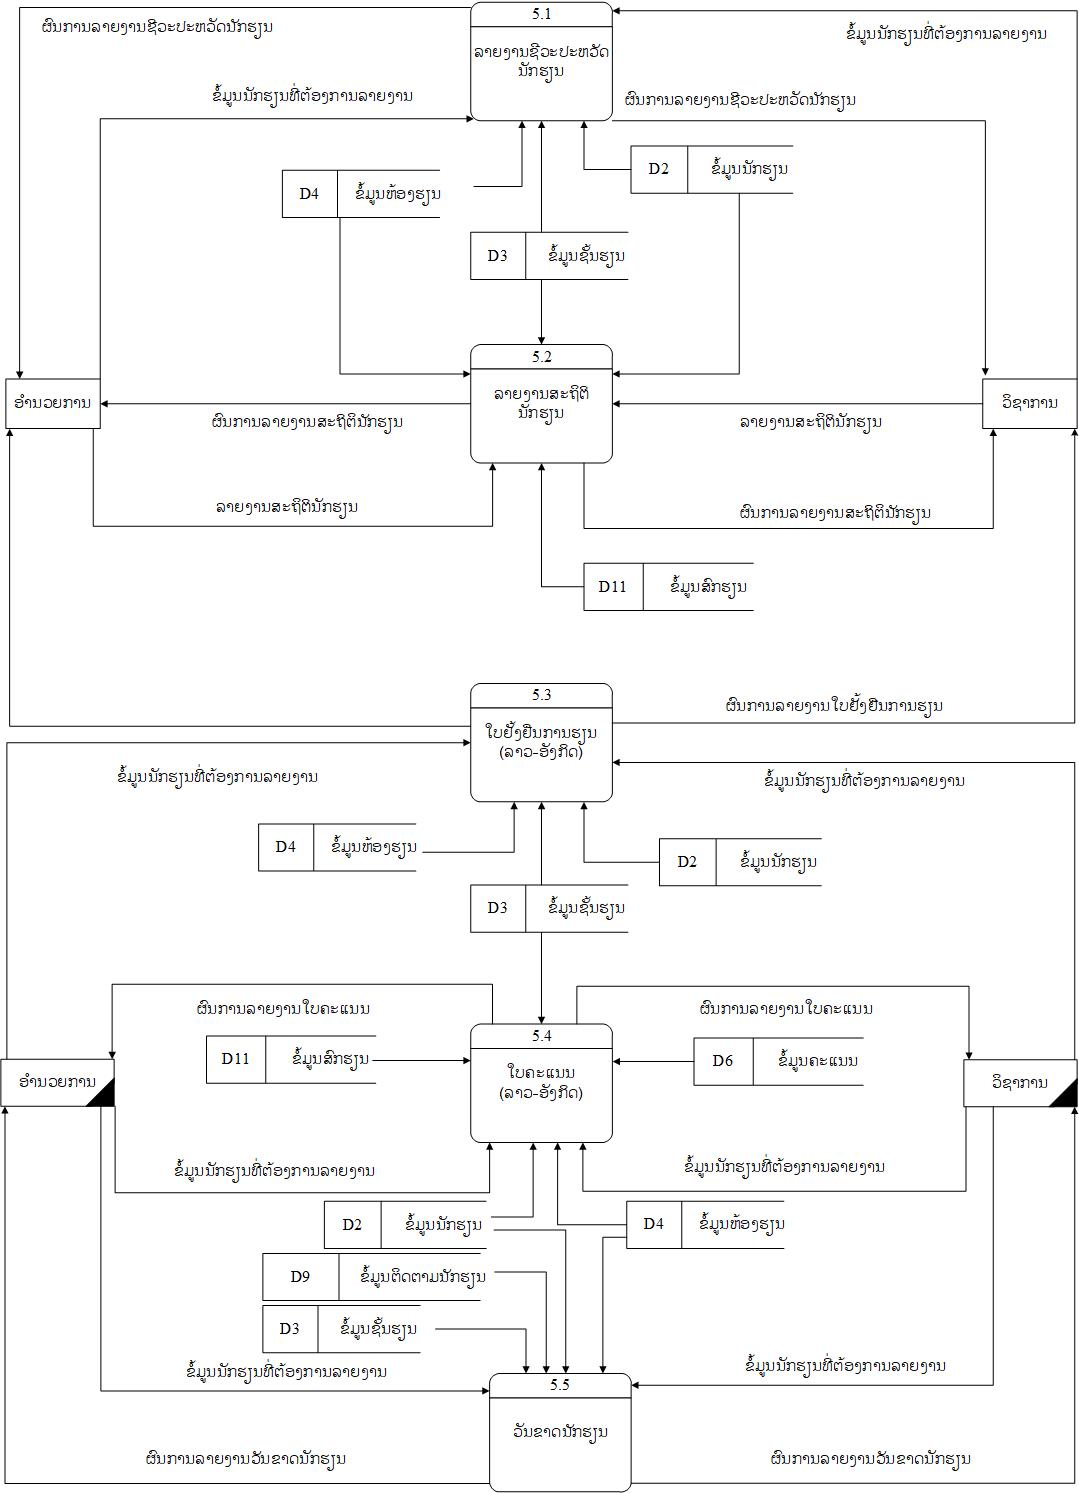 5.1
ຜົນການລາຍງານຊີວະປະຫວັດນັກຮຽນ
ຂໍ້ມູນນັກຮຽນທີ່ຕ້ອງການລາຍງານ
ລາຍງານຊີວະປະຫວັດ
ນັກຮຽນ
ຂໍ້ມູນນັກຮຽນທີ່ຕ້ອງການລາຍງານ
ຜົນການລາຍງານຊີວະປະຫວັດນັກຮຽນ
D2 ຂໍ້ມູນນັກຮຽນ
D4 ຂໍ້ມູນຫ້ອງຮຽນ
D3 ຂໍ້ມູນຊັ້ນຮຽນ
5.2
ລາຍງານສະຖິຕິ
ນັກຮຽນ
ອຳນວຍການ
ວິຊາການ
ຜົນການລາຍງານສະຖິຕິນັກຮຽນ
ລາຍງານສະຖິຕິນັກຮຽນ
ລາຍງານສະຖິຕິນັກຮຽນ
ຜົນການລາຍງານສະຖິຕິນັກຮຽນ
D11 ຂໍ້ມູນສົກຮຽນ
5.3
ຜົນການລາຍງານໃບຢັ້ງຢືນການຮຽນ
ໃບຢັ້ງຢືນການຮຽນ
(ລາວ-ອັງກິດ)
ຂໍ້ມູນນັກຮຽນທີ່ຕ້ອງການລາຍງານ
ຂໍ້ມູນນັກຮຽນທີ່ຕ້ອງການລາຍງານ
D4 ຂໍ້ມູນຫ້ອງຮຽນ
D2 ຂໍ້ມູນນັກຮຽນ
D3 ຂໍ້ມູນຊັ້ນຮຽນ
ຜົນການລາຍງານໃບຄະແນນ
ຜົນການລາຍງານໃບຄະແນນ
5.4
D11 ຂໍ້ມູນສົກຮຽນ
D6 ຂໍ້ມູນຄະແນນ
ໃບຄະແນນ
(ລາວ-ອັງກິດ)
ອຳນວຍການ
ວິຊາການ
ຂໍ້ມູນນັກຮຽນທີ່ຕ້ອງການລາຍງານ
ຂໍ້ມູນນັກຮຽນທີ່ຕ້ອງການລາຍງານ
D2 ຂໍ້ມູນນັກຮຽນ
D4 ຂໍ້ມູນຫ້ອງຮຽນ
D9 ຂໍ້ມູນຕິດຕາມນັກຮຽນ
D3 ຂໍ້ມູນຊັ້ນຮຽນ
ຂໍ້ມູນນັກຮຽນທີ່ຕ້ອງການລາຍງານ
ຂໍ້ມູນນັກຮຽນທີ່ຕ້ອງການລາຍງານ
5.5
ວັນຂາດນັກຮຽນ
ຜົນການລາຍງານວັນຂາດນັກຮຽນ
ຜົນການລາຍງານວັນຂາດນັກຮຽນ